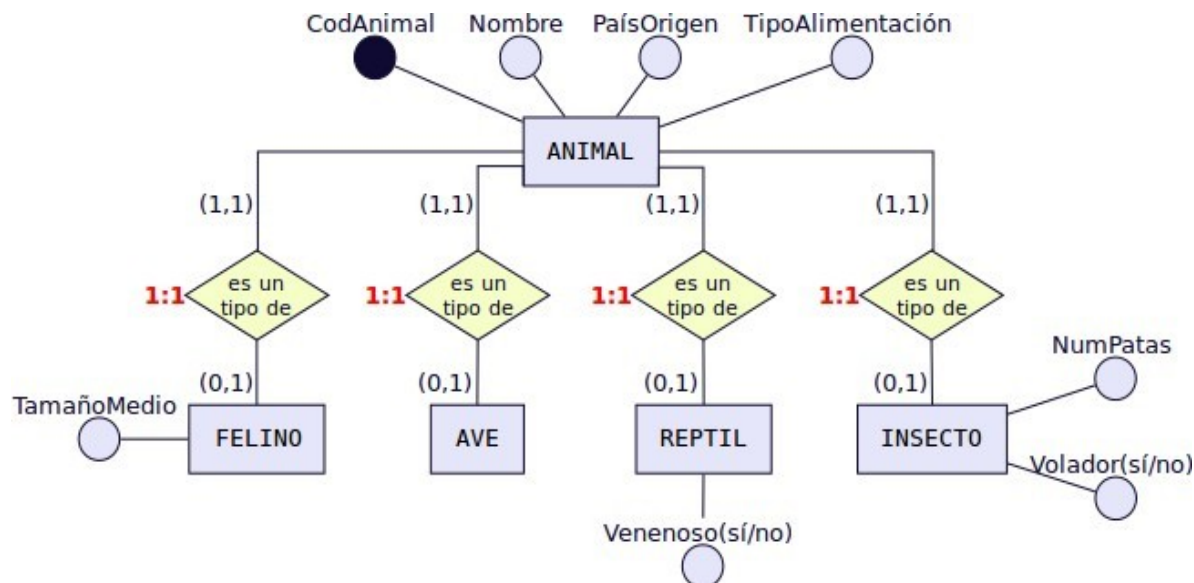 CodAnimal Nombre PaísOrigen TipoAlimentación
ANIMAL
(1,1) (1,1) (1,1) (1,1)
1:1 es un tipo de 1:1 es un tipo de 1:1 es un tipo de 1:1 es un tipo de
(0,1) (0,1) (0,1) (0,1)
NumPatas
TamañoMedio
FELINO AVE REPTIL INSECTO
Volador(sí/no)
Venenoso(sí/no)